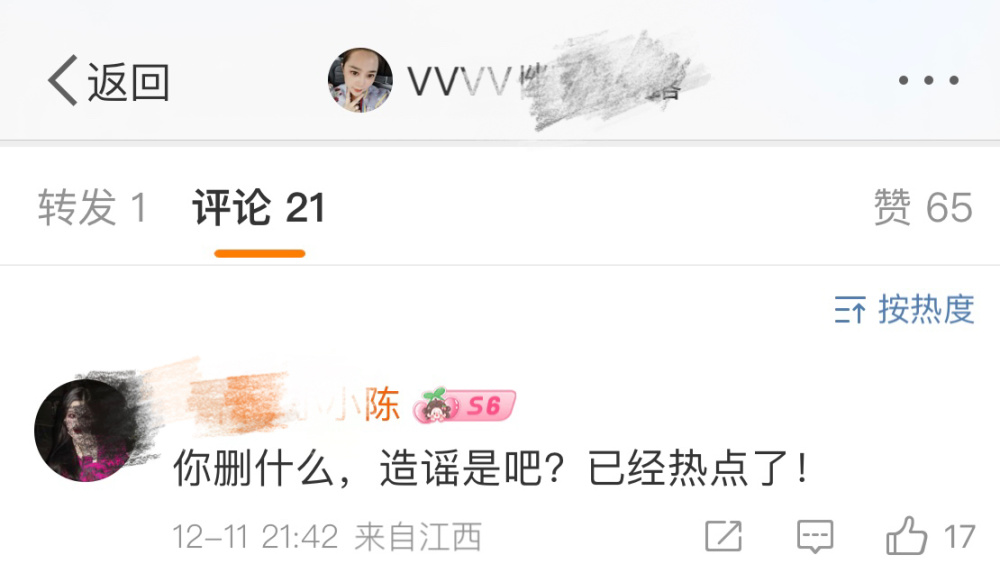 返回
VVVV
转发 1 评论 21 赞 65
按热度
小陈 S6
你删什么，造谣是吧？已经热点了！
12-11 21:42 来自江西 17